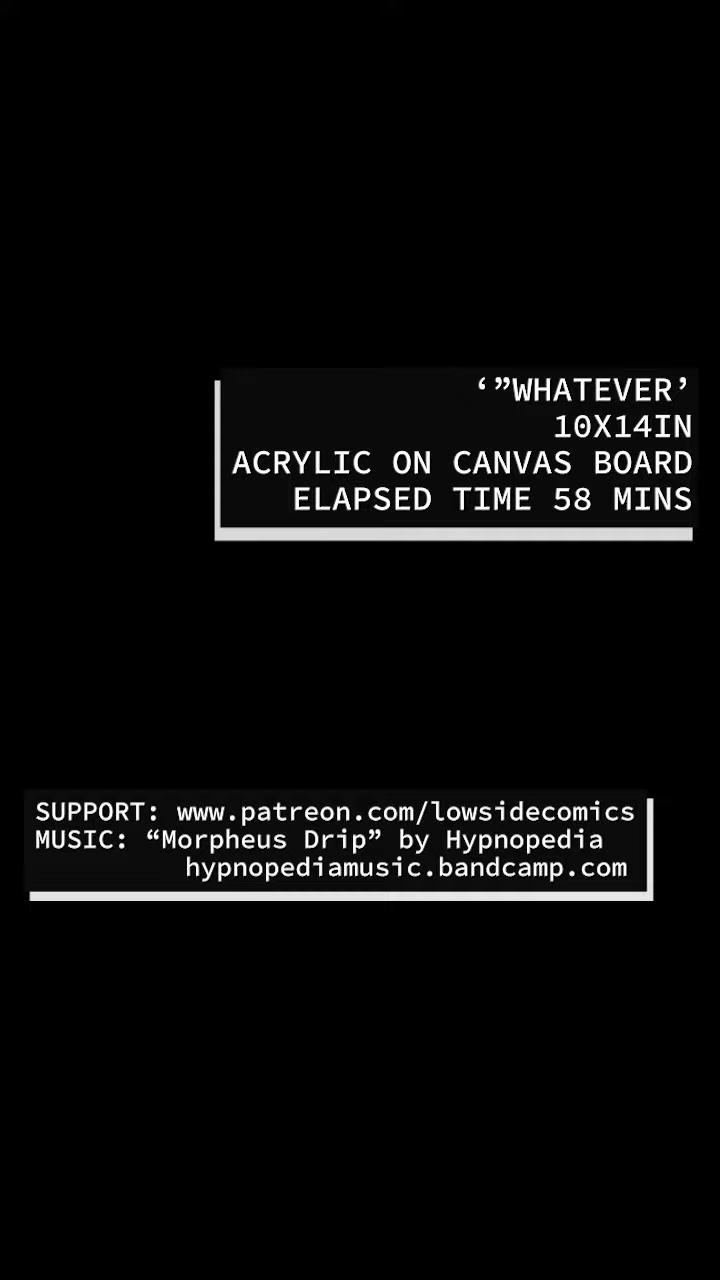 ‘”WHATEVER’
10X14IN
ACRYLIC ON CANVAS BOARD
ELAPSED TIME 58 MINS
SUPPORT: www.patreon.com/lowsidecomics
MUSIC: “Morpheus Drip” by Hypnopedia
hypnopediamusic.bandcamp.com